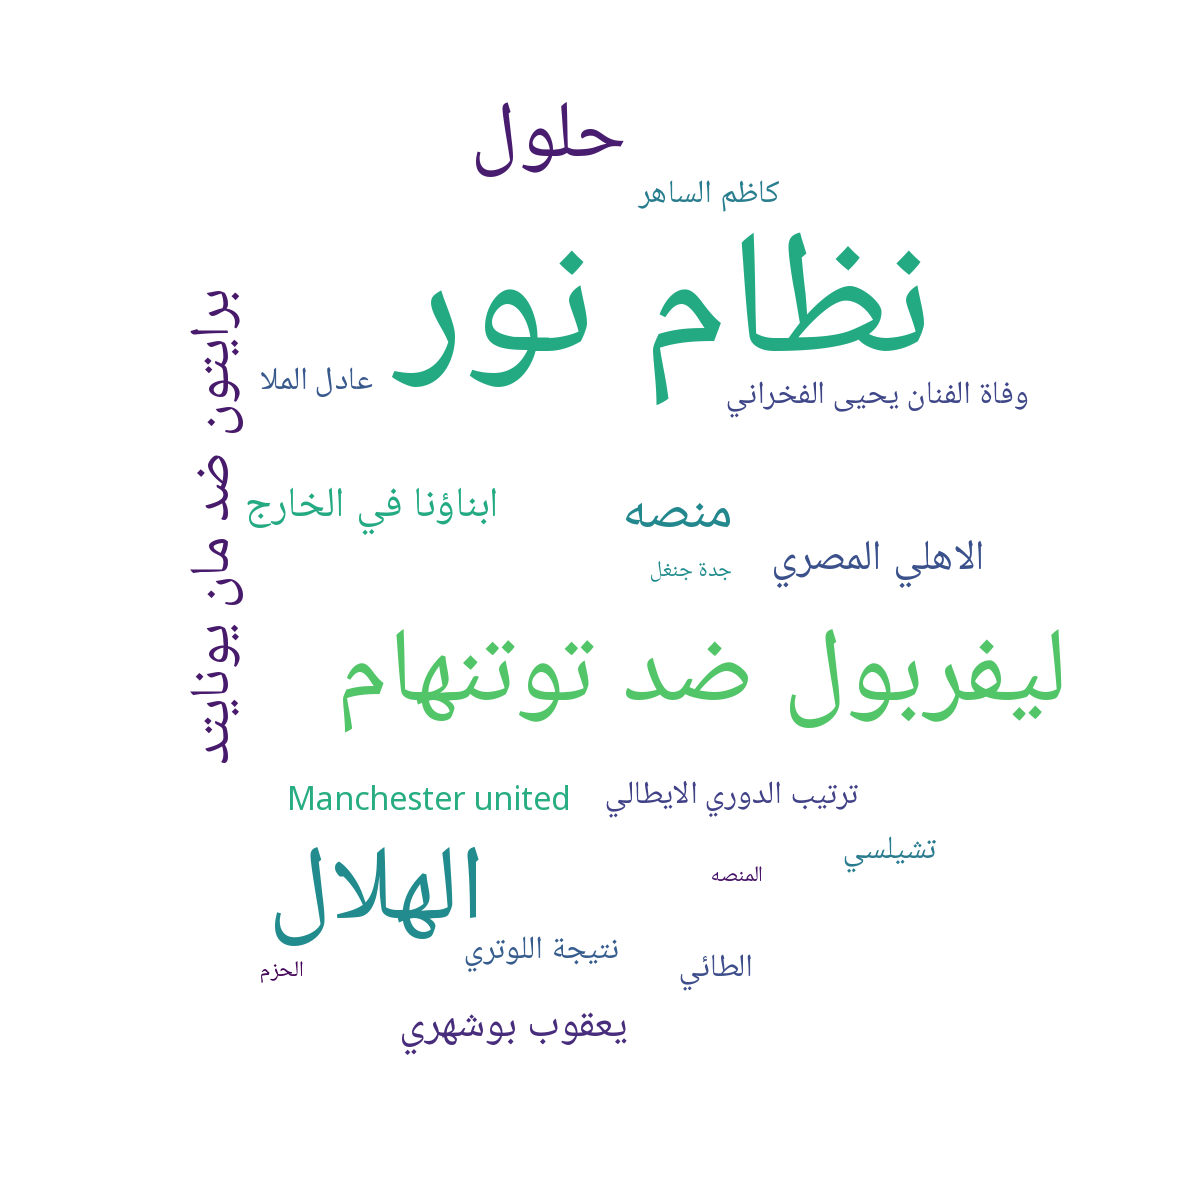 حلول
كاظم الساهر
نظام نور
برايتون ضد مان يونايتد
عادل الملا
وفاة الفنان يحيى الفخراني
ابناؤنا في الخارج
منصه
الاهلي المصري
جدة جنغل
ليفربول ضد توتنهام
Manchester united
ترتيب الدوري الايطالي
تشيلسي
المنصه
الهلال
نتيجة اللوتري
الطائي
الحزم
يعقوب بوشهري